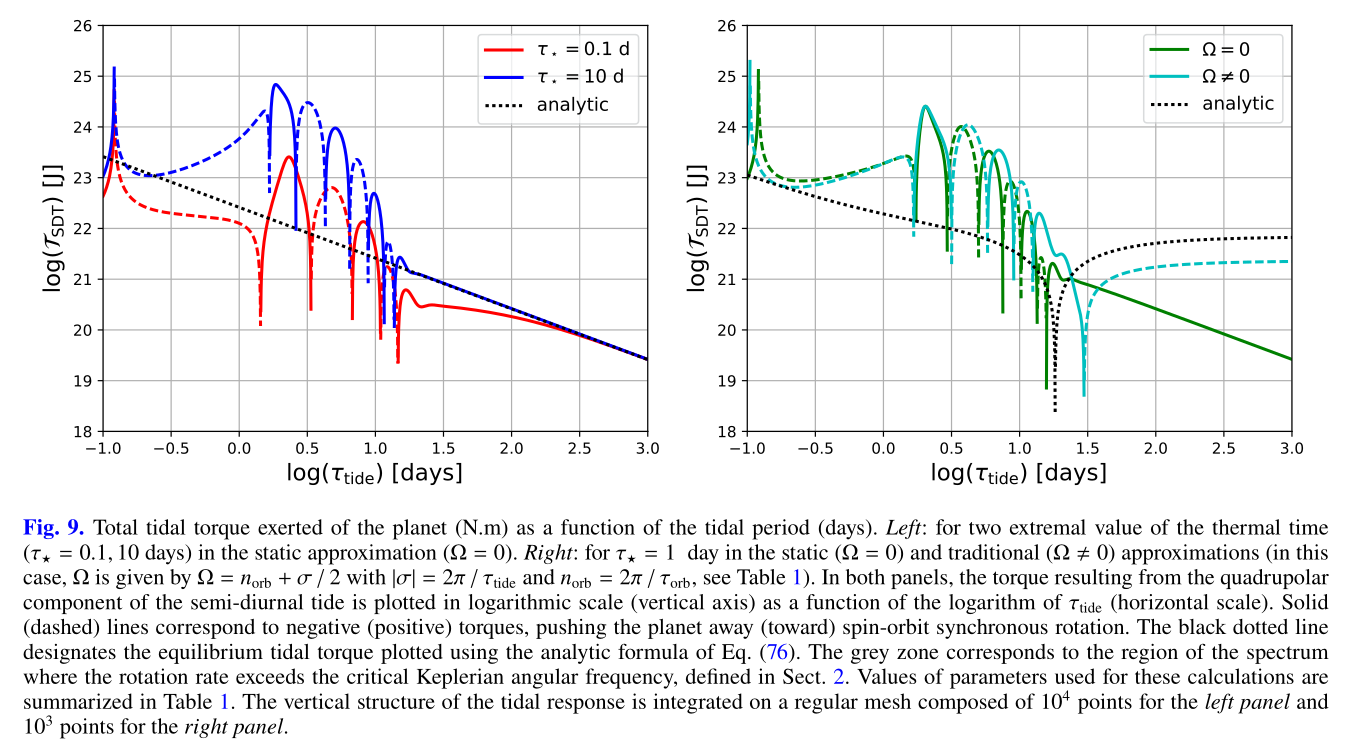 26
25
24
23
22
21
20
19
18
log(𝒯SDT) [J]
τ⋆ = 0.1 d
τ⋆ = 10 d
analytic
−1.0 −0.5 0.0 0.5 1.0 1.5 2.0 2.5 3.0
log(τtide) [days]
26
25
24
23
22
21
20
19
18
log(𝒯SDT) [J]
Ω = 0
Ω ≠ 0
analytic
−1.0 −0.5 0.0 0.5 1.0 1.5 2.0 2.5 3.0
log(τtide) [days]
Fig. 9. Total tidal torque exerted of the planet (N.m) as a function of the tidal period (days). Left: for two extremal value of the thermal time
(τ⋆ = 0.1, 10 days) in the static approximation (Ω = 0). Right: for τ⋆ = 1 day in the static (Ω = 0) and traditional (Ω ≠ 0) approximations (in this
case, Ω is given by Ω = norb + σ / 2 with |σ| = 2π / τtide and norb = 2π / τorb, see Table 1). In both panels, the torque resulting from the quadrupolar
component of the semi-diurnal tide is plotted in logarithmic scale (vertical axis) as a function of the logarithm of τtide (horizontal scale). Solid
(dashed) lines correspond to negative (positive) torques, pushing the planet away (toward) spin-orbit synchronous rotation. The black dotted line
designates the equilibrium tidal torque plotted using the analytic formula of Eq. (76). The grey zone corresponds to the region of the spectrum
where the rotation rate exceeds the critical Keplerian angular frequency, defined in Sect. 2. Values of parameters used for these calculations are
summarized in Table 1. The vertical structure of the tidal response is integrated on a regular mesh composed of 10⁴ points for the left panel and
10³ points for the right panel.